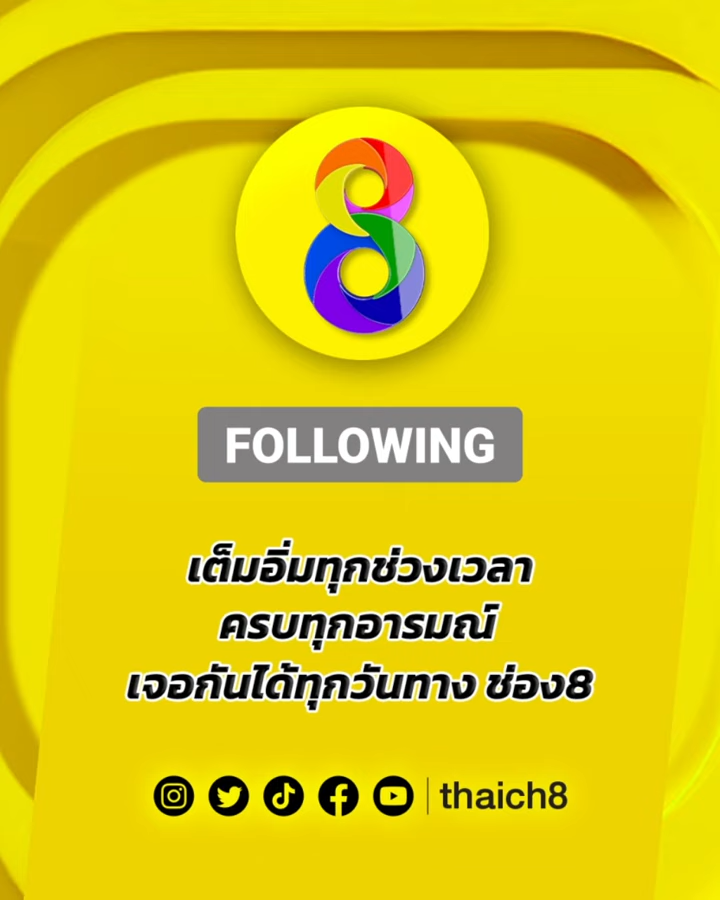 8
FOLLOWING
เต็มอิ่มทุกช่วงเวลา
ครบทุกอารมณ์
เจอกันได้ทุกวันทาง ช่อง8
thaich8